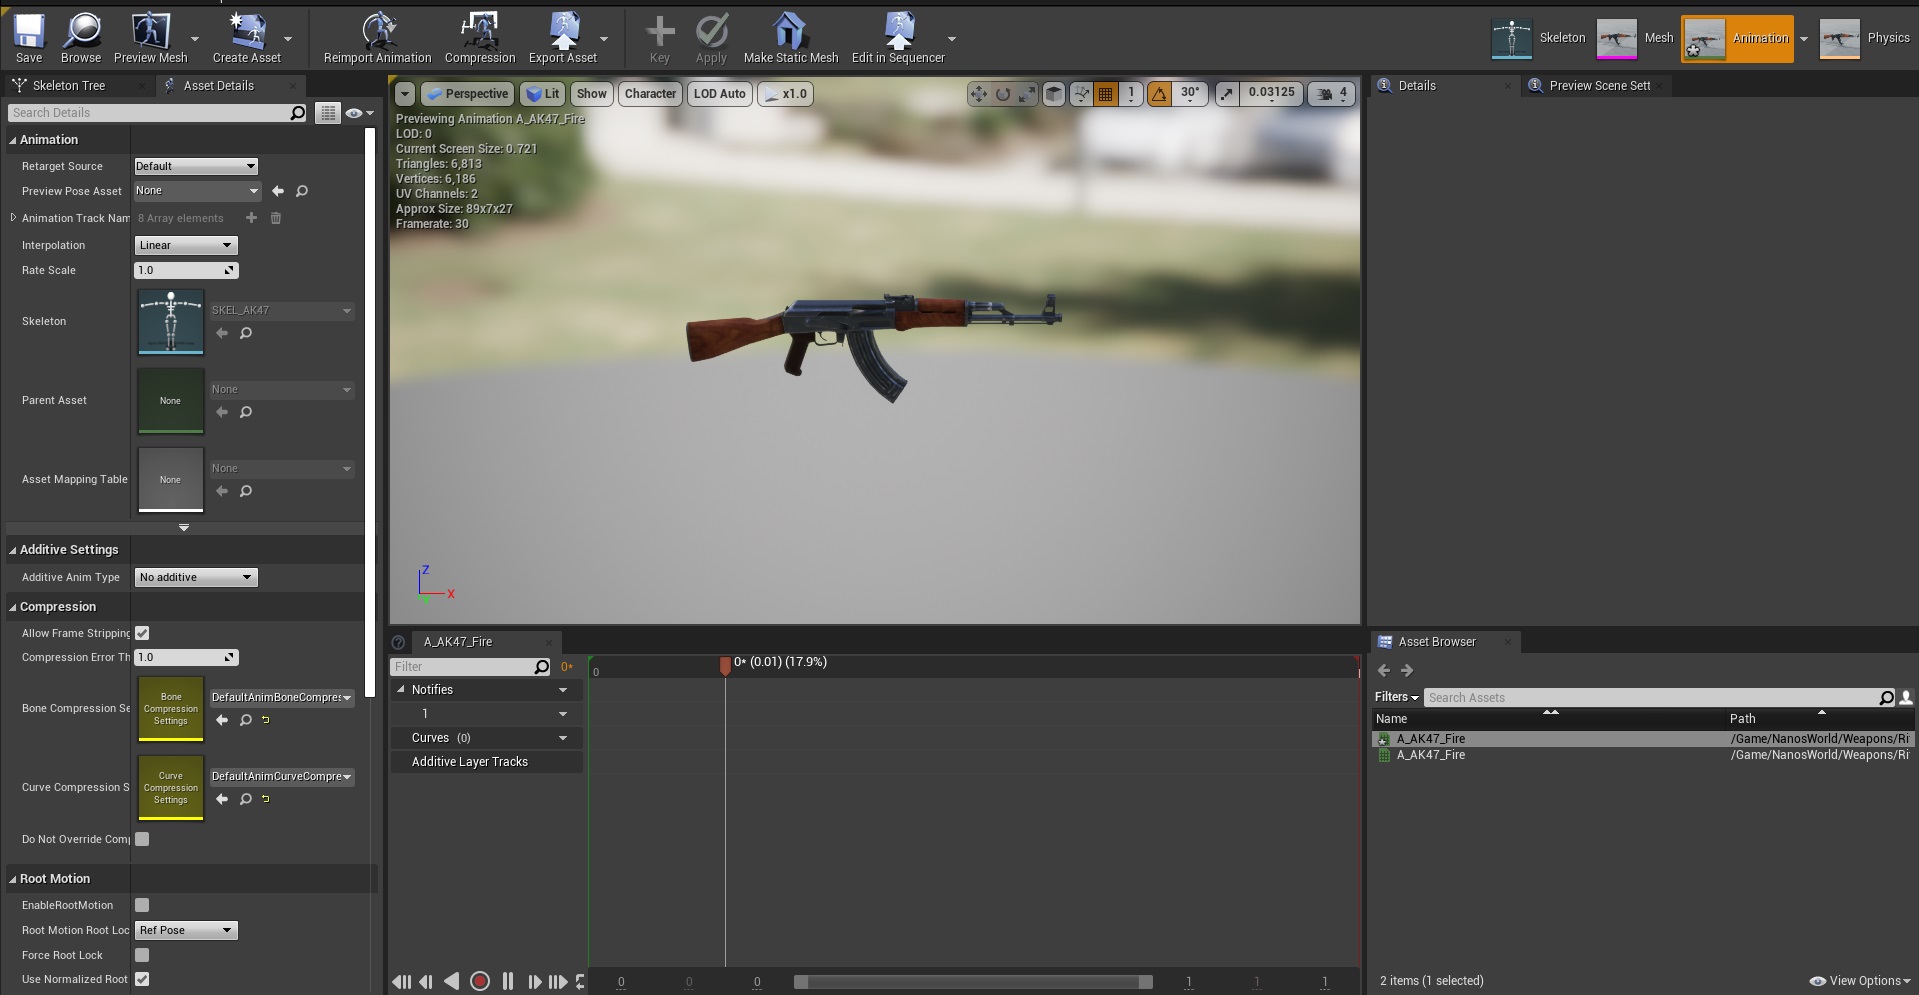 Save
Browse
Preview Mesh
Create Asset
Reimport Animation
Compression
Export Asset
Key
Apply
Make Static Mesh
Edit in Sequencer
Skeleton
Mesh
Animation
Physics
Skeleton Tree
Asset Details
Search Details
Animation
Retarget Source Default
Preview Pose Asset None
Animation Track Nam 8 Array elements
Interpolation Linear
Rate Scale 1.0
Skeleton SKEL_AK47
Parent Asset None None
Asset Mapping Table None None
Additive Settings
Additive Anim Type No additive
Compression
Allow Frame Stripping
Compression Error Th 1.0
Bone Compression Se
Bone
Compression
Settings
DefaultAnimBoneCompres
Curve Compression S
Curve
Compression
Settings
DefaultAnimCurveCompre
Do Not Override Comp
Root Motion
EnableRootMotion
Root Motion Root Loc Ref Pose
Force Root Lock
Use Normalized Root
Perspective Lit Show Character LOD Auto x1.0
1 30° 0.03125 4
Previewing Animation A_AK47_Fire
LOD: 0
Current Screen Size: 0.721
Triangles: 6,813
Vertices: 6,186
UV Channels: 2
Approx Size: 89x7x27
Framerate: 30
Z
X
A_AK47_Fire
Filter 0*
0
0* (0.01) (17.9%)
Notifies
1
Curves (0)
Additive Layer Tracks
0 0 0 1 1 1
Details
Preview Scene Sett
Asset Browser
Filters Search Assets
Name Path
A_AK47_Fire /Game/NanosWorld/Weapons/Ri
A_AK47_Fire /Game/NanosWorld/Weapons/Ri
2 items (1 selected) View Options